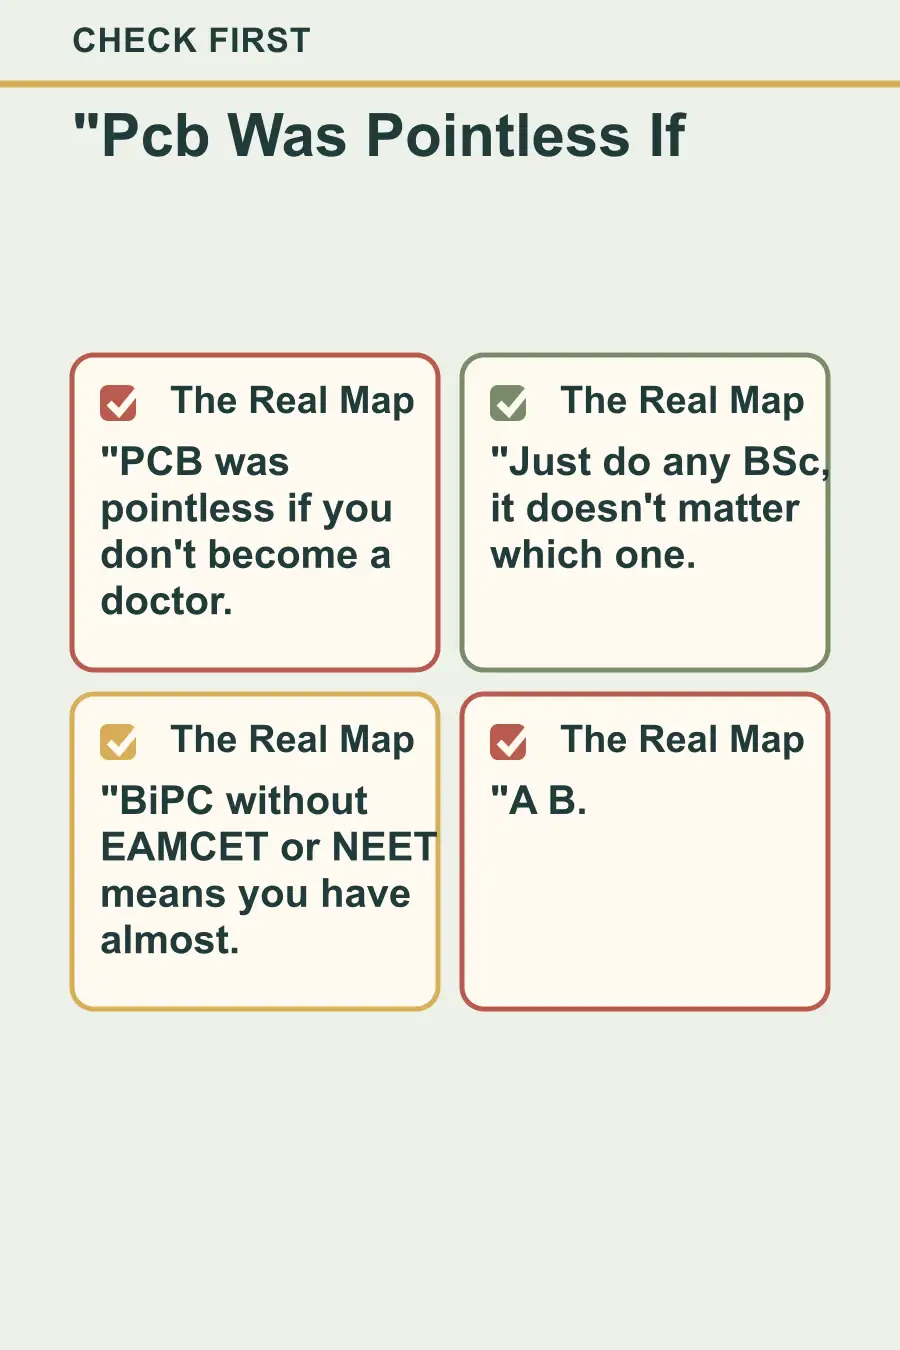 CHECK FIRST
"Pcb Was Pointless If
The Real Map
"PCB was
pointless if you
don't become a
doctor.
The Real Map
"Just do any BSc,
it doesn't matter
which one.
The Real Map
"BiPC without
EAMCET or NEET
means you have
almost.
The Real Map
"A B.